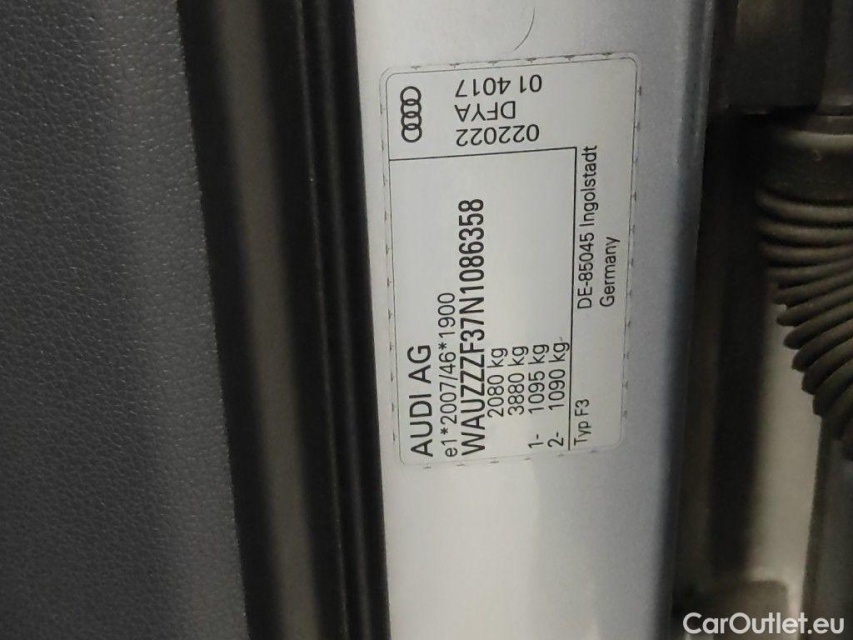 AUDI AG
e1*2007/46*1900
WAUZZZF37N1086358
2080 kg
3880 kg
1- 1095 kg
2- 1090 kg
Typ F3
DE-85045 Ingolstadt
Germany
022022
DFYA
014017
CarOutlet.eu